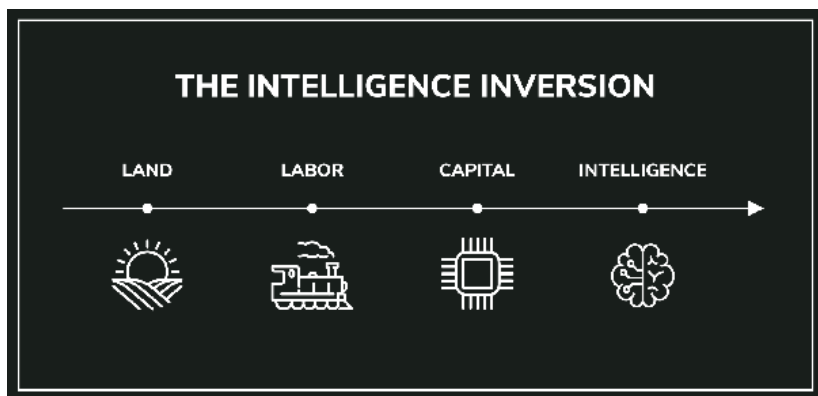 THE INTELLIGENCE INVERSION
LAND LABOR CAPITAL INTELLIGENCE